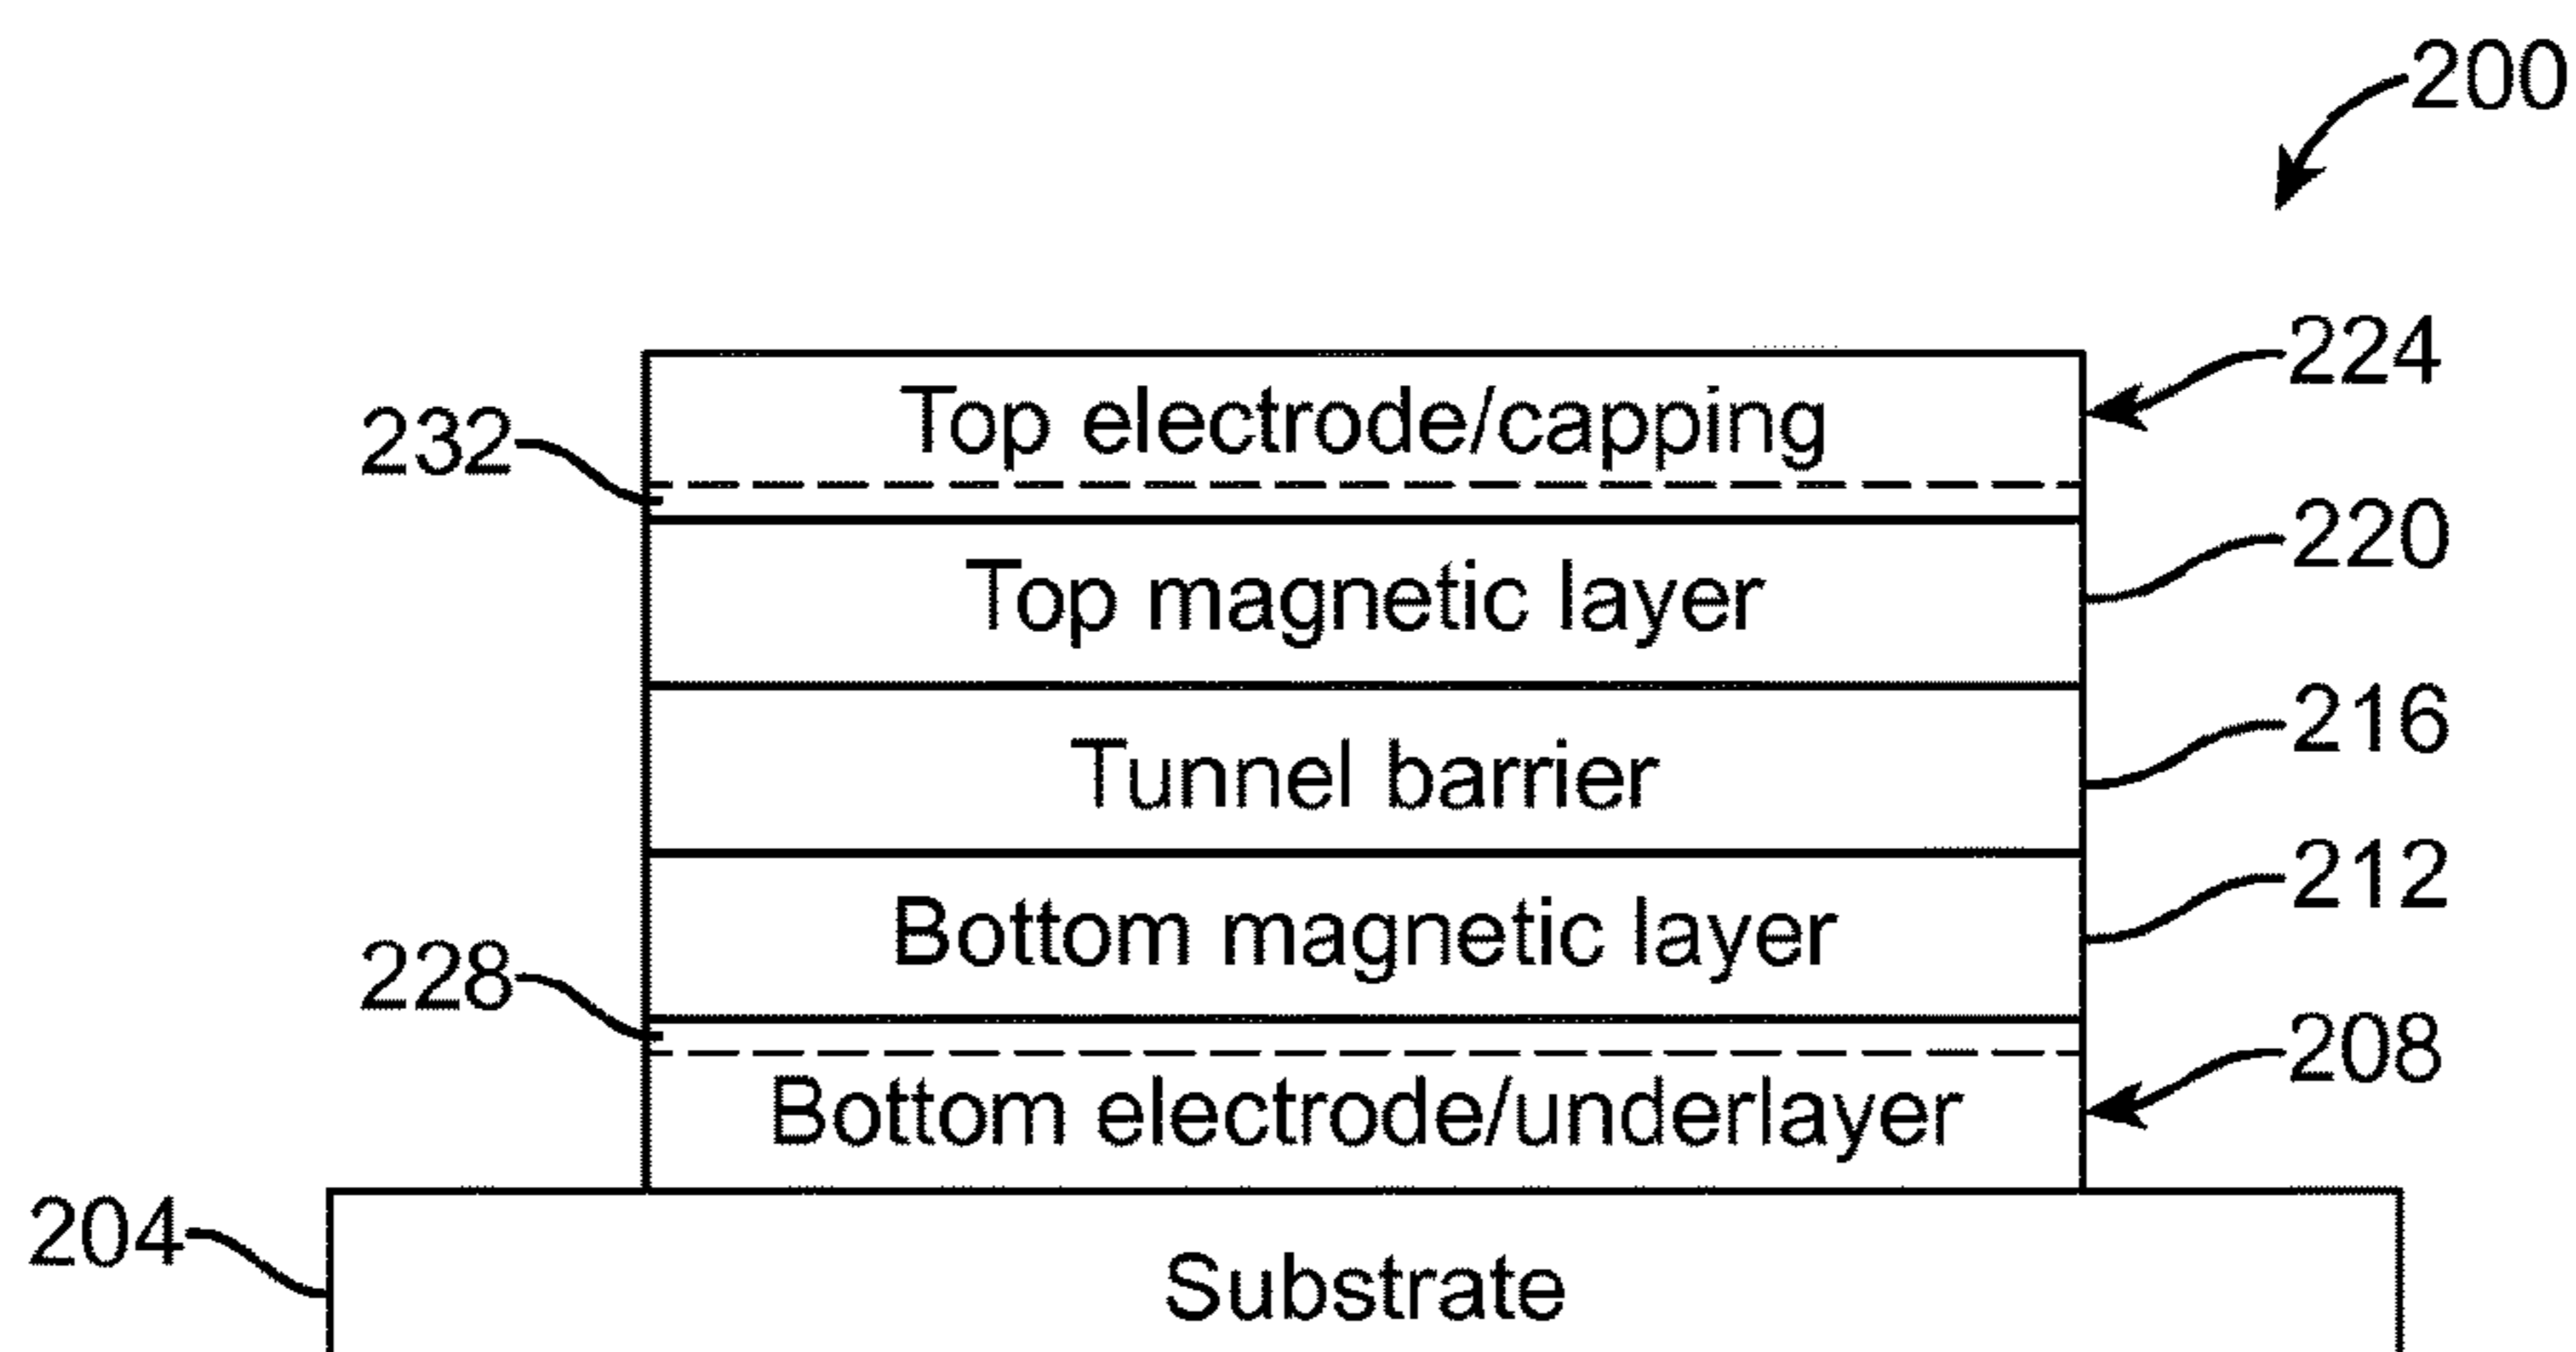 200
224
Top electrode/capping
232
220
Top magnetic layer
216
Tunnel barrier
212
Bottom magnetic layer
228
208
Bottom electrode/underlayer
204
Substrate